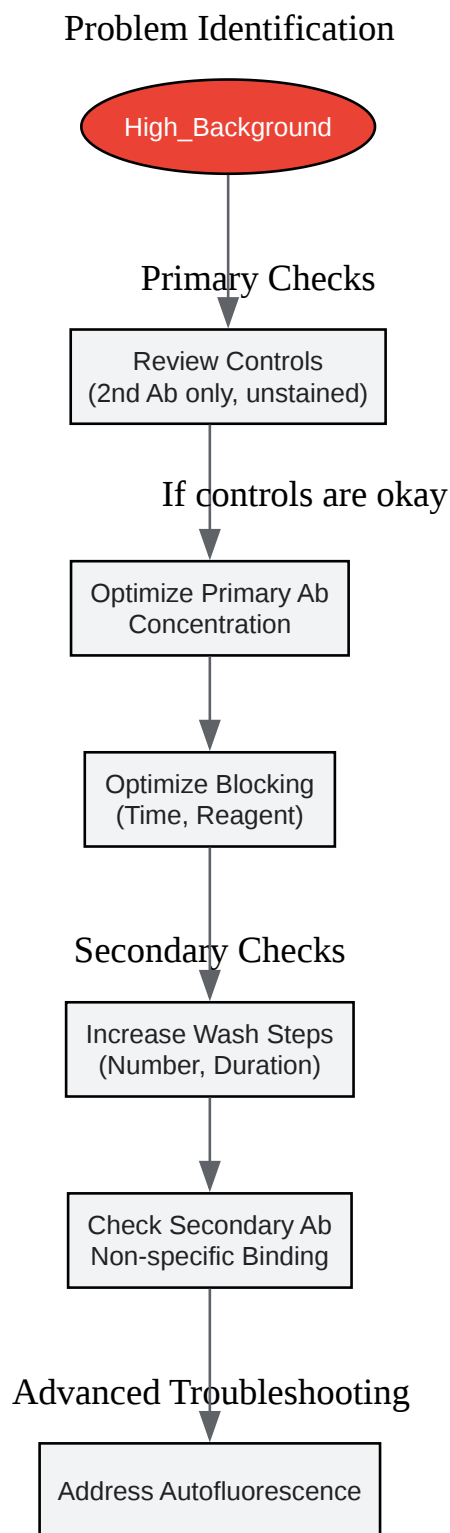 Problem Identification
High_Background
Primary Checks
Review Controls
(2nd Ab only, unstained)
If controls are okay
Optimize Primary Ab
Concentration
Optimize Blocking
(Time, Reagent)
Secondary Checks
Increase Wash Steps
(Number, Duration)
Check Secondary Ab
Non-specific Binding
Advanced Troubleshooting
Address Autofluorescence